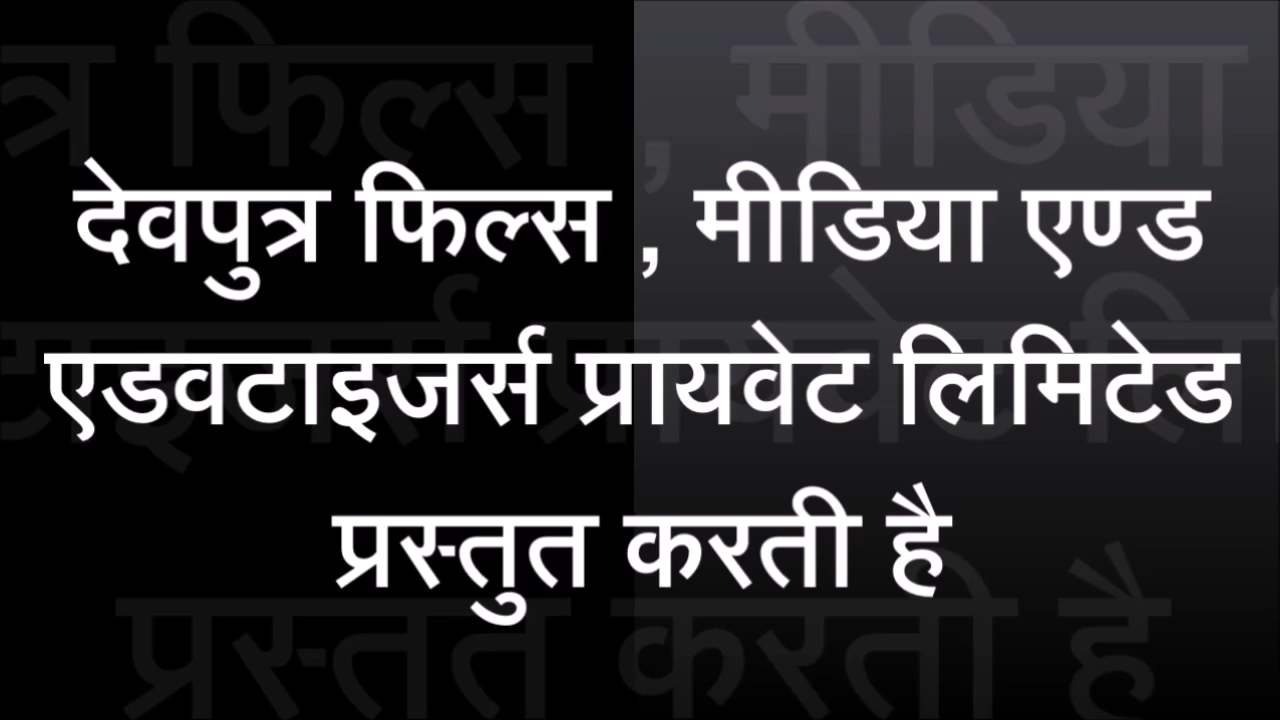 देवपुत्र फिल्स , मीडिया एण्ड
एडवटाइजर्स प्रायवेट लिमिटेड
प्रस्तुत करती है